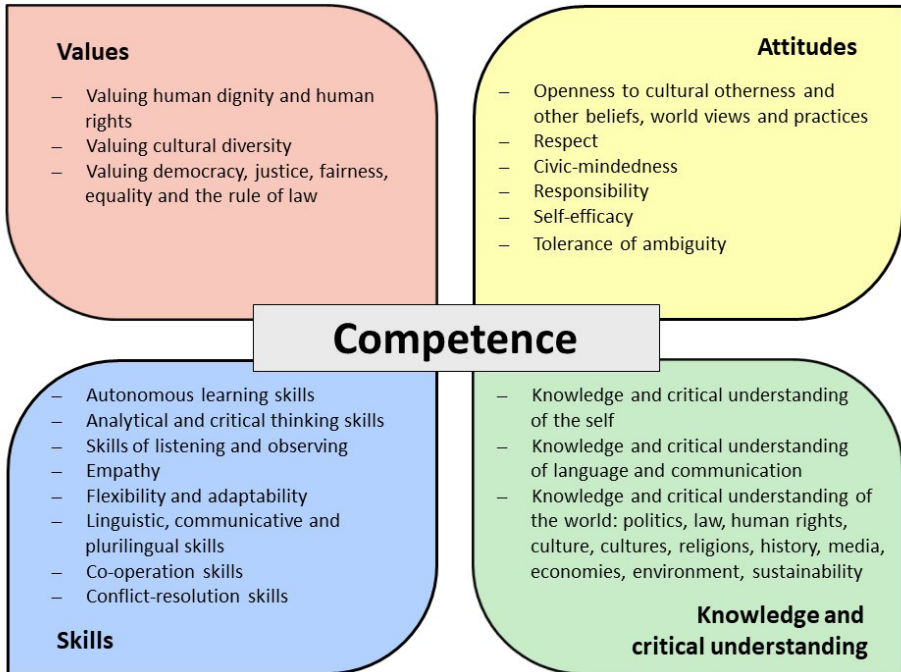 Values
– Valuing human dignity and human
rights
– Valuing cultural diversity
– Valuing democracy, justice, fairness,
equality and the rule of law
Attitudes
– Openness to cultural otherness and
other beliefs, world views and practices
– Respect
– Civic-mindedness
– Responsibility
– Self-efficacy
– Tolerance of ambiguity
Competence
– Autonomous learning skills
– Analytical and critical thinking skills
– Skills of listening and observing
– Empathy
– Flexibility and adaptability
– Linguistic, communicative and
plurilingual skills
– Co-operation skills
– Conflict-resolution skills
Skills
– Knowledge and critical understanding
of the self
– Knowledge and critical understanding
of language and communication
– Knowledge and critical understanding of
the world: politics, law, human rights,
culture, cultures, religions, history, media,
economies, environment, sustainability
Knowledge and
critical understanding